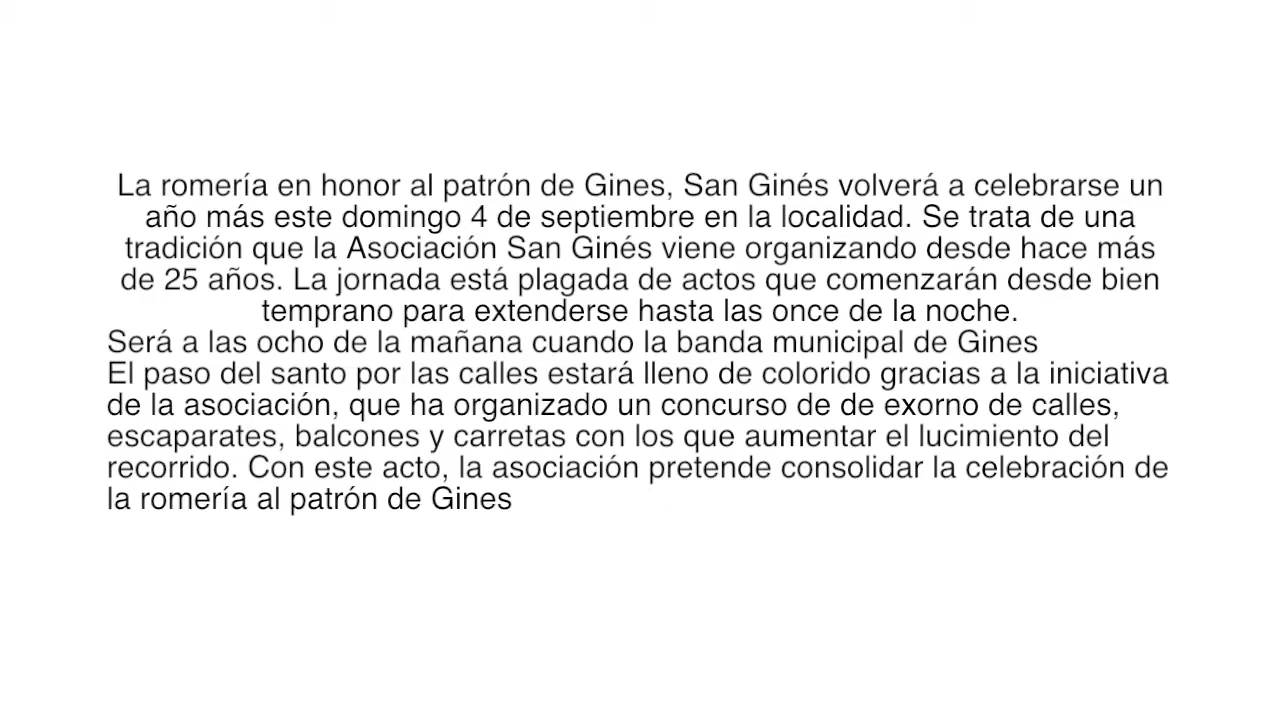 La romería en honor al patrón de Gines, San Ginés volverá a celebrarse un
año más este domingo 4 de septiembre en la localidad. Se trata de una
tradición que la Asociación San Ginés viene organizando desde hace más
de 25 años. La jornada está plagada de actos que comenzarán desde bien
temprano para extenderse hasta las once de la noche.
Será a las ocho de la mañana cuando la banda municipal de Gines
El paso del santo por las calles estará lleno de colorido gracias a la iniciativa
de la asociación, que ha organizado un concurso de de exorno de calles,
escaparates, balcones y carretas con los que aumentar el lucimiento del
recorrido. Con este acto, la asociación pretende consolidar la celebración de
la romería al patrón de Gines